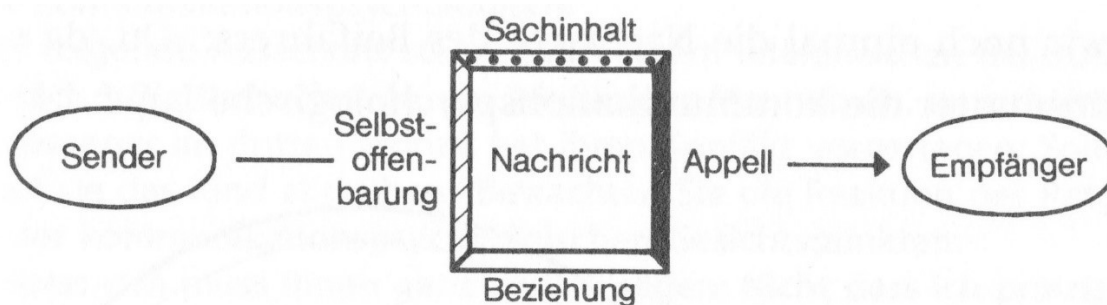 Sachinhalt
Sender
Selbst-
offen-
barung
Nachricht
Appell
Empfänger
Beziehung